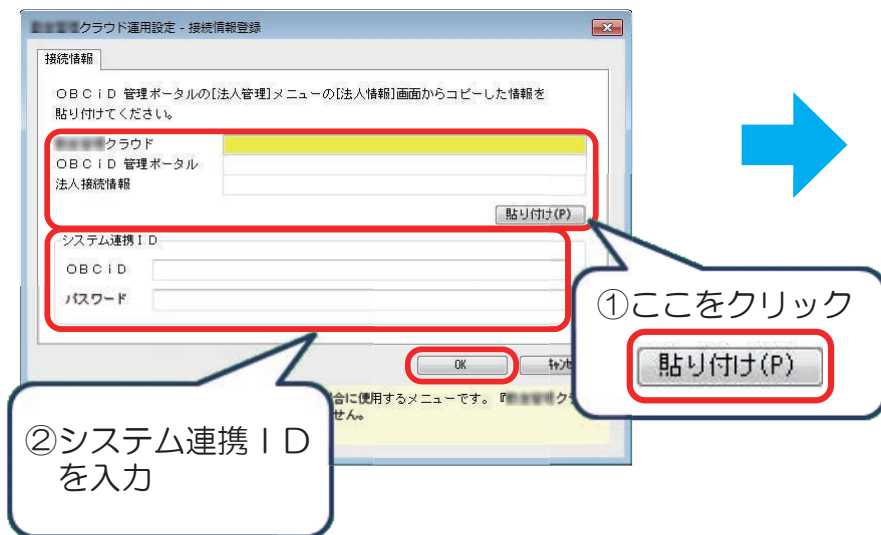 クラウド運用設定 - 接続情報登録
接続情報
ＯＢＣｉＤ 管理ポータルの[法人管理]メニューの[法人情報]画面からコピーした情報を
貼り付けてください。
クラウド
ＯＢＣｉＤ 管理ポータル
法人接続情報
貼り付け(P)
システム連携ＩＤ
ＯＢＣｉＤ
パスワード
①ここをクリック
貼り付け(P)
OK
ｷｬﾝｾ
合に使用するメニューです。『
クラ
せん。
②システム連携ＩＤ
を入力